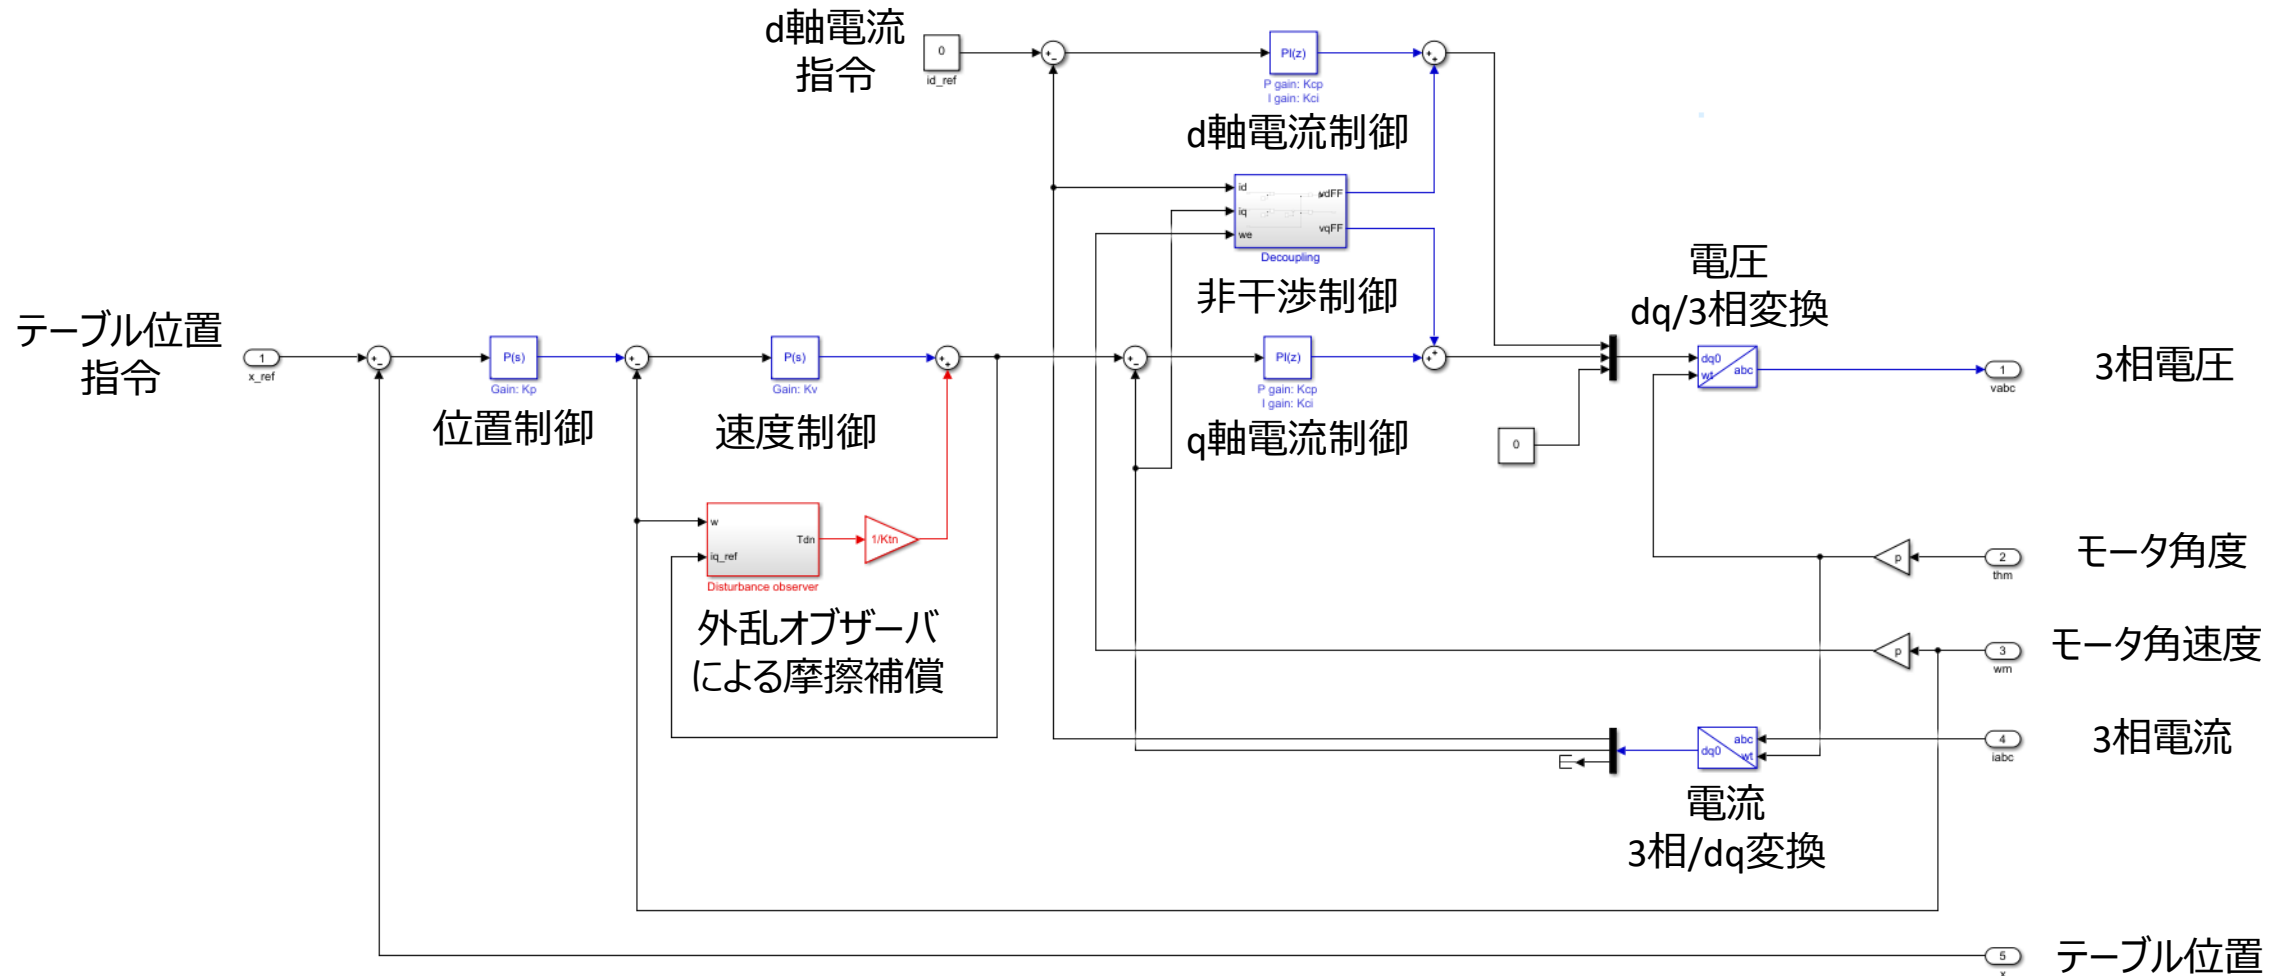 d軸電流
指令
0
id_ref
+
-
PI(z)
P gain: Kcp
I gain: Kci
+
+
d軸電流制御
id
iq
we
vdFF
vqFF
Decoupling
非干渉制御
電圧
dq/3相変換
テーブル位置
指令
1
x_ref
+
-
P(s)
Gain: Kp
位置制御
+
-
P(s)
Gain: Kv
速度制御
+
+
+
-
PI(z)
P gain: Kcp
I gain: Kci
q軸電流制御
+
+
dq0
wt
abc
1
vabc
3相電圧
0
w
iq_ref
Tdn
Disturbance observer
1/Ktn
外乱オブザーバ
による摩擦補償
p
2
thm
モータ角度
p
3
wm
モータ角速度
abc
wt
dq0
4
iabc
3相電流
電流
3相/dq変換
5
x
テーブル位置